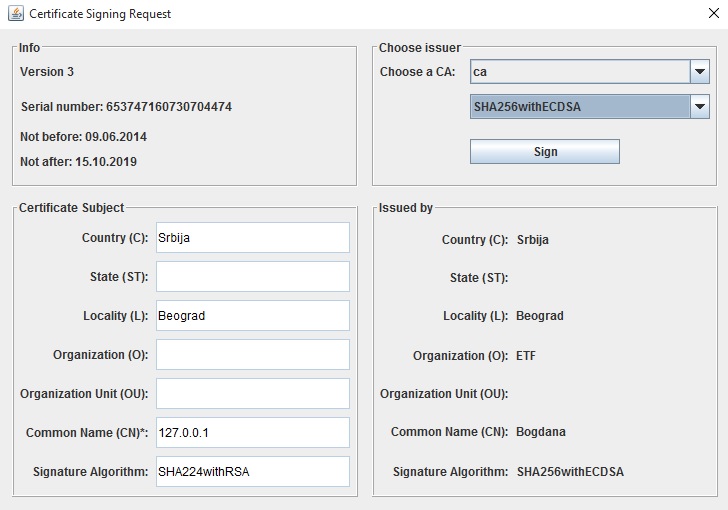 Certificate Signing Request
Info
Version 3
Serial number: 653747160730704474
Not before: 09.06.2014
Not after: 15.10.2019
Choose issuer
Choose a CA: ca
SHA256withECDSA
Sign
Certificate Subject
Country (C): Srbija
State (ST):
Locality (L): Beograd
Organization (O):
Organization Unit (OU):
Common Name (CN)*: 127.0.0.1
Signature Algorithm: SHA224withRSA
Issued by
Country (C): Srbija
State (ST):
Locality (L): Beograd
Organization (O): ETF
Organization Unit (OU):
Common Name (CN): Bogdana
Signature Algorithm: SHA256withECDSA